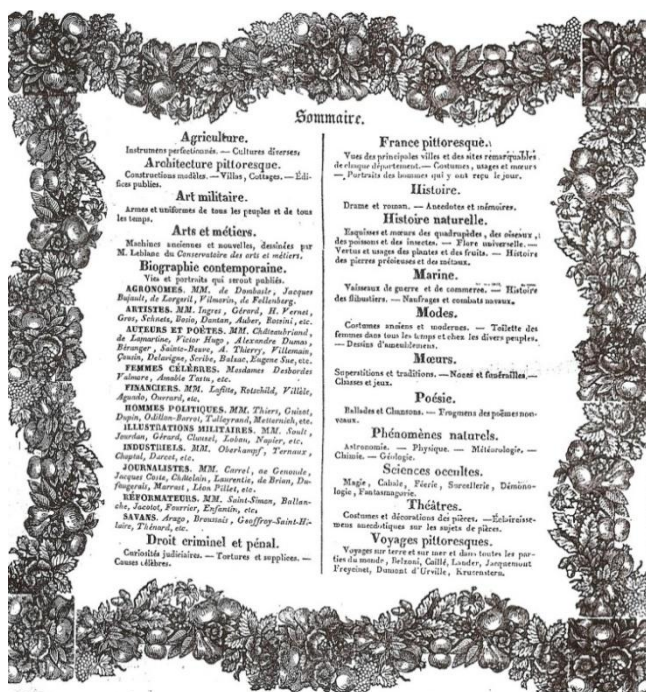 Sommaire.
Agriculture.
Instrumens perfectionnés. — Cultures diverses.
Architecture pittoresque.
Constructions modèles. — Villas, Cottages. — Édi-
fices publics.
Art militaire.
Armes et uniformes de tous les peuples et de tous
les temps.
Arts et métiers.
Machines anciennes et nouvelles, dessinées par
M. Leblanc du Conservatoire des arts et métiers.
Biographie contemporaine.
Vies et portraits qui seront publiés.
AGRONOMES. MM. de Dombasle, Jacques
Bujault, de Lorgeril, Vilmorin, de Fellenberg.
ARTISTES. MM. Ingres, Gérard, H. Vernet,
Gros, Schnetz, Bosio, Dantan, Auber, Rossini, etc.
AUTEURS ET POÈTES. MM. Châteaubriand,
de Lamartine, Victor Hugo, Alexandre Dumas,
Béranger, Sainte-Beuve, A. Thierry, Villemain,
Cousin, Delavigne, Scribe, Balzac, Eugène Sue, etc.
FEMMES CÉLÈBRES. Mesdames Desbordes
Valmore, Amable Tastu, etc.
FINANCIERS. MM. Lafitte, Rotschild, Villèle,
Aguado, Ouvrard, etc.
HOMMES POLITIQUES. MM. Thiers, Guizot,
Dupin, Odillon-Barrot, Talleyrand, Metternich, etc.
ILLUSTRATIONS MILITAIRES. MM. Soult,
Jourdan, Gérard, Clausel, Lobau, Napier, etc.
INDUSTRIELS. MM. Oberkampf, Ternaux,
Chaptal, Darcet, etc.
JOURNALISTES. MM. Carrel, de Genoude,
Jacques Coste, Châtelain, Laurentie, de Brian, Du-
fougerais, Marrast, Léon Pillet, etc.
RÉFORMATEURS. MM. Saint-Simon, Ballan-
che, Jacotot, Fourrier, Enfantin, etc.
SAVANS. Arago, Broussais, Geoffroy-Saint-Hi-
laire, Thénard, etc.
Droit criminel et pénal.
Curiosités judiciaires. — Tortures et supplices. —
Causes célèbres.
France pittoresque.
Vues des principales villes et des sites remarquables
de chaque département. — Costumes, usages et mœurs
— Portraits des hommes qui y ont reçu le jour.
Histoire.
Drame et roman. — Anecdotes et mémoires.
Histoire naturelle.
Esquisses et mœurs des quadrupèdes, des oiseaux,
des poissons et des insectes. — Flore universelle. —
Vertus et usages des plantes et des fruits. — Histoire
des pierres précieuses et des métaux.
Marine.
Vaisseaux de guerre et de commerce. — Histoire
des flibustiers. — Naufrages et combats navaux.
Modes.
Costumes anciens et modernes. — Toilette des
femmes dans tous les temps et chez les divers peuples.
— Dessins d'ameublemens.
Mœurs.
Superstitions et traditions. — Noces et funérailles. —
Chasses et jeux.
Poésie.
Ballades et Chansons. — Fragmens des poèmes nou-
veaux.
Phénomènes naturels.
Astronomie. — Physique. — Météorologie. —
Chimie. — Géologie.
Sciences occultes.
Magie, Cabale, Féerie, Sorcellerie, Démono-
logie, Fantasmagorie.
Théâtres.
Costumes et décorations des pièces. — Éclaircisse-
mens anecdotiques sur les sujets de pièces.
Voyages pittoresques.
Voyages sur terre et sur mer et dans toutes les par-
ties du monde, Belzoni, Caillé, Lander, Jacquemont
Freycinet, Dumont d'Urville, Krusenstern.